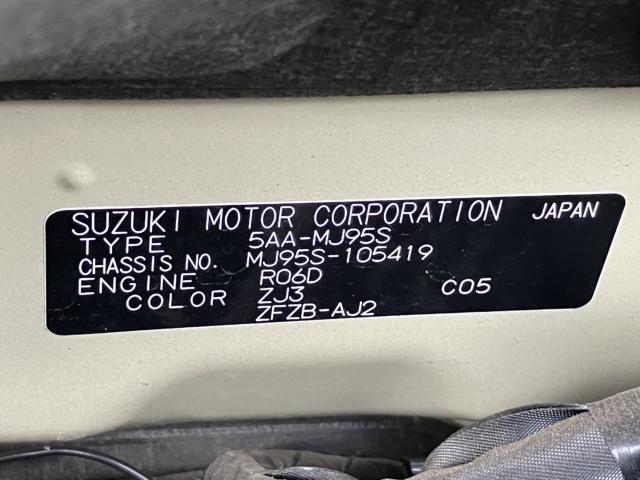 SUZUKI MOTOR CORPORATION JAPAN
TYPE 5AA-MJ95S
CHASSIS NO. MJ95S-105419
ENGINE R06D
COLOR ZJ3 C05
ZFZB-AJ2